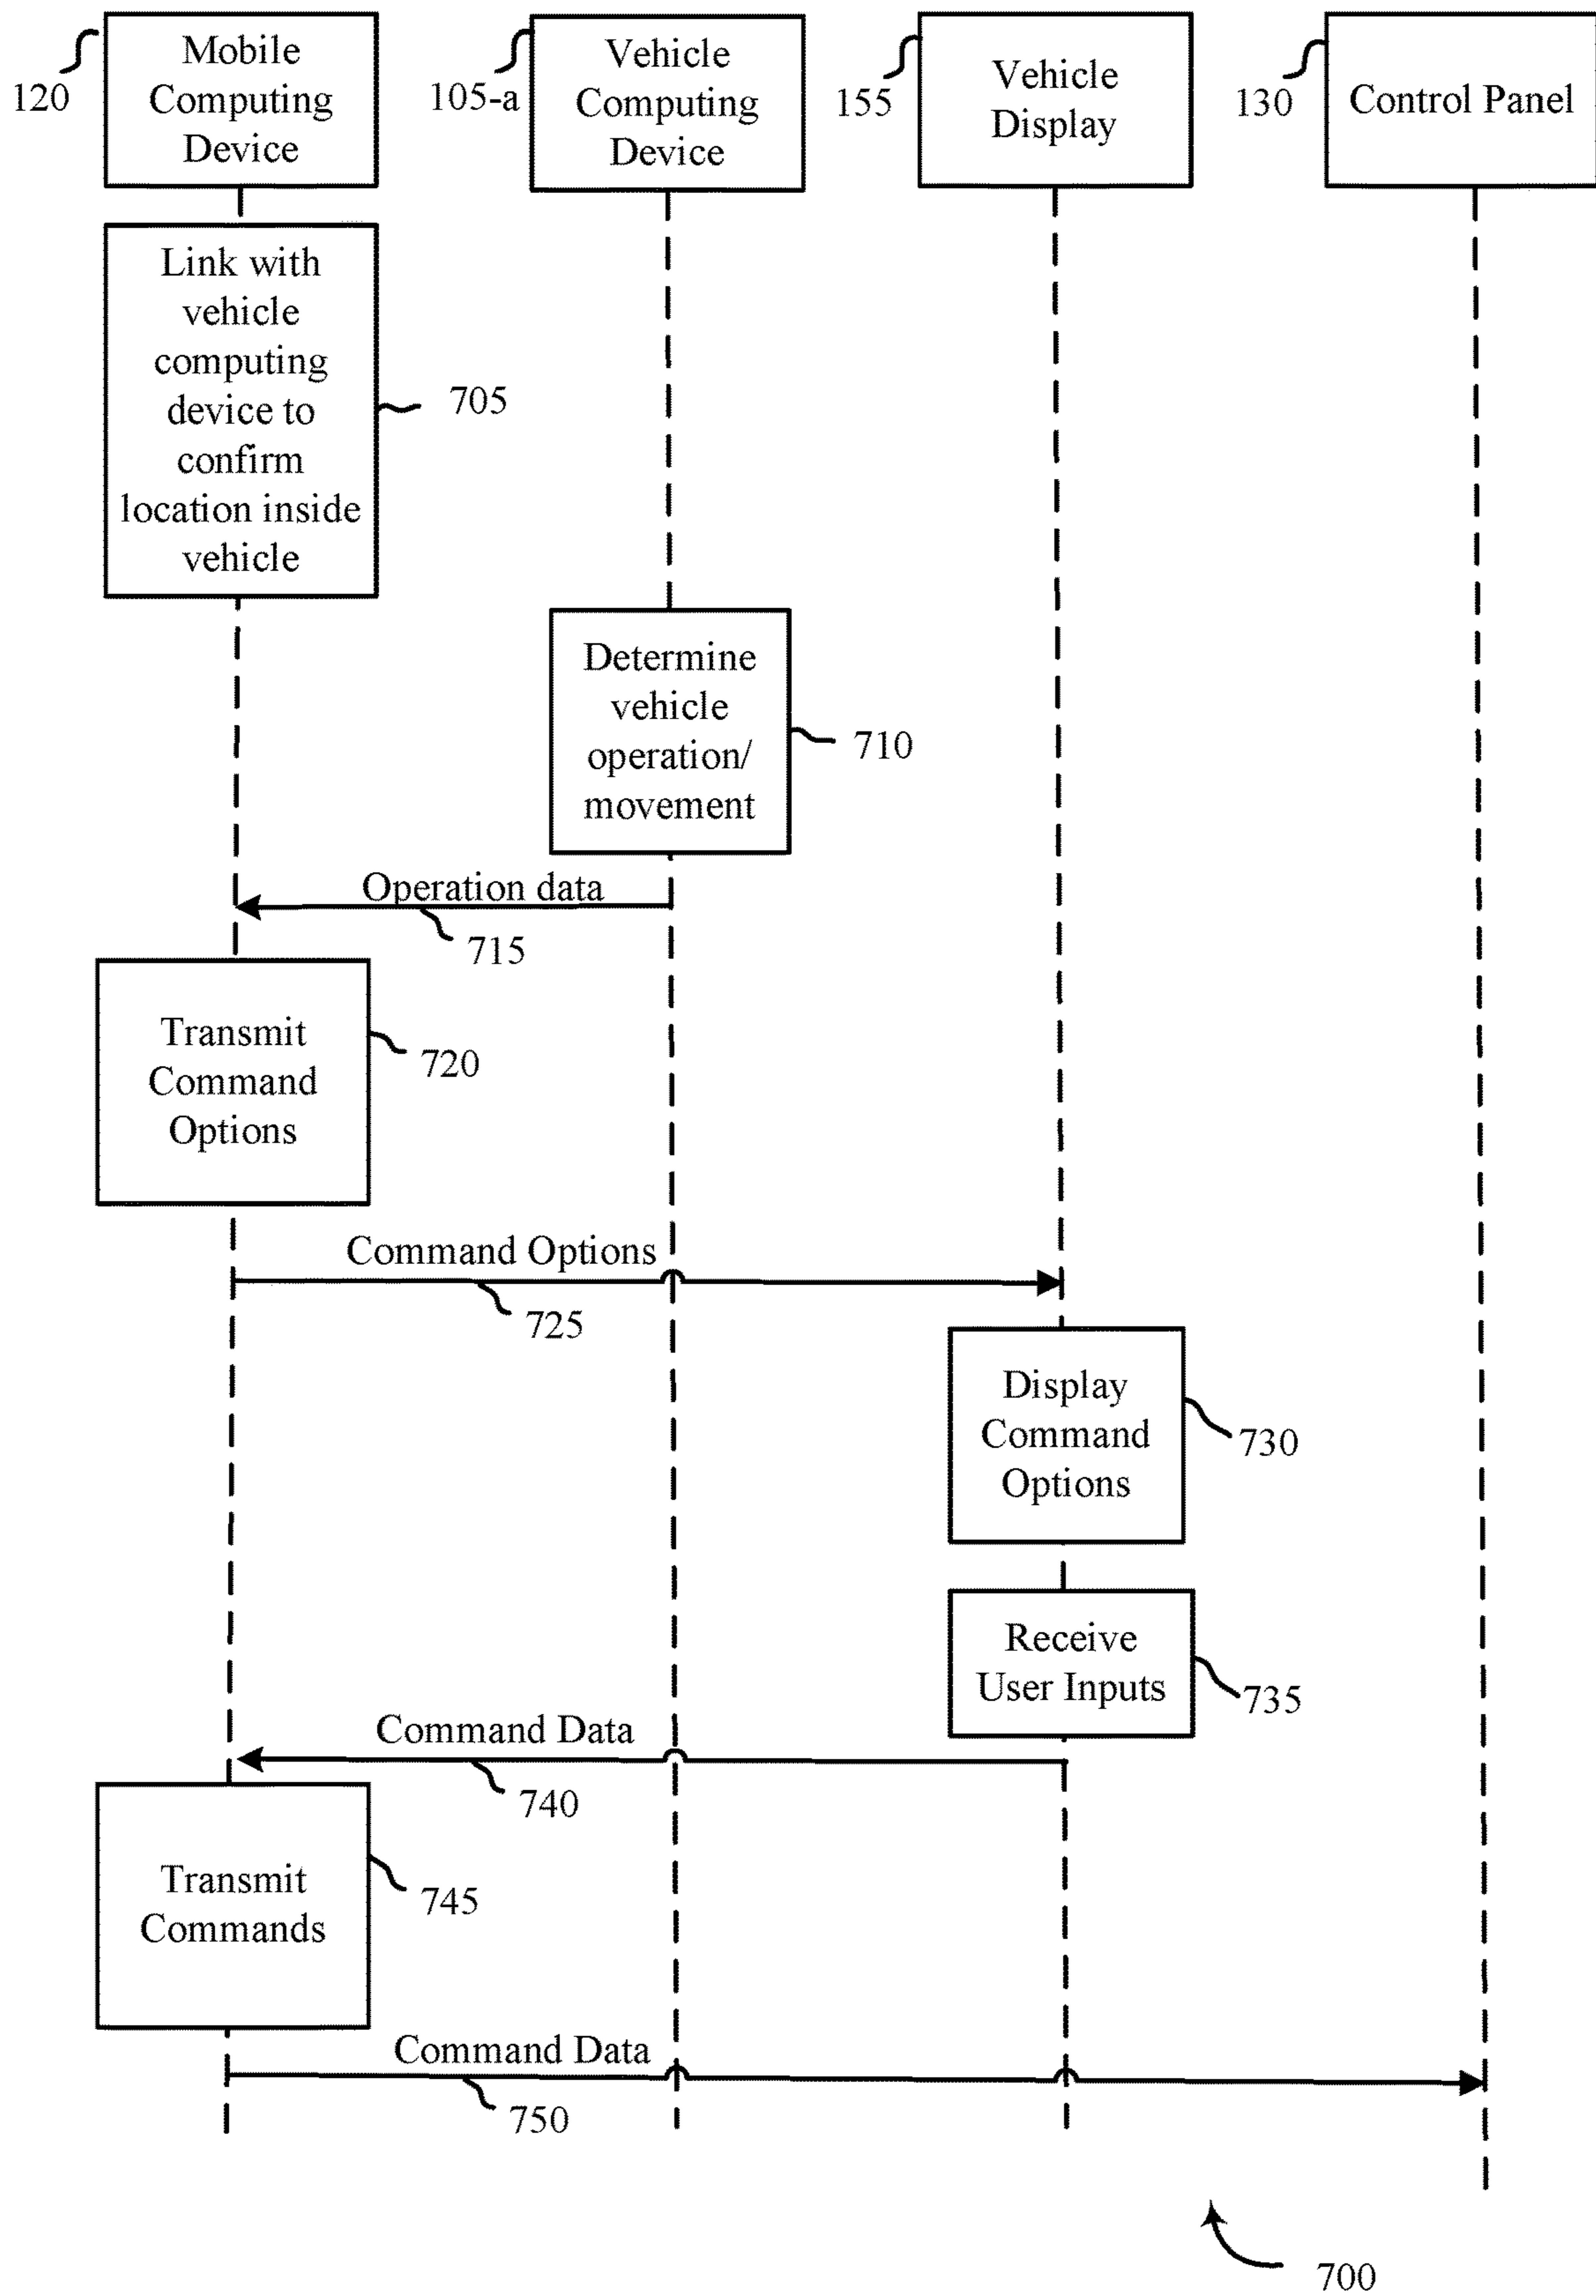 Mobile
Computing
Device
120
Vehicle
Computing
Device
105-a
Vehicle
Display
155
Control Panel
130
Link with
vehicle
computing
device to
confirm
location inside
vehicle
705
Determine
vehicle
operation/
movement
710
Operation data
715
Transmit
Command
Options
720
Command Options
725
Display
Command
Options
730
Receive
User Inputs
735
Command Data
740
Transmit
Commands
745
Command Data
750
700